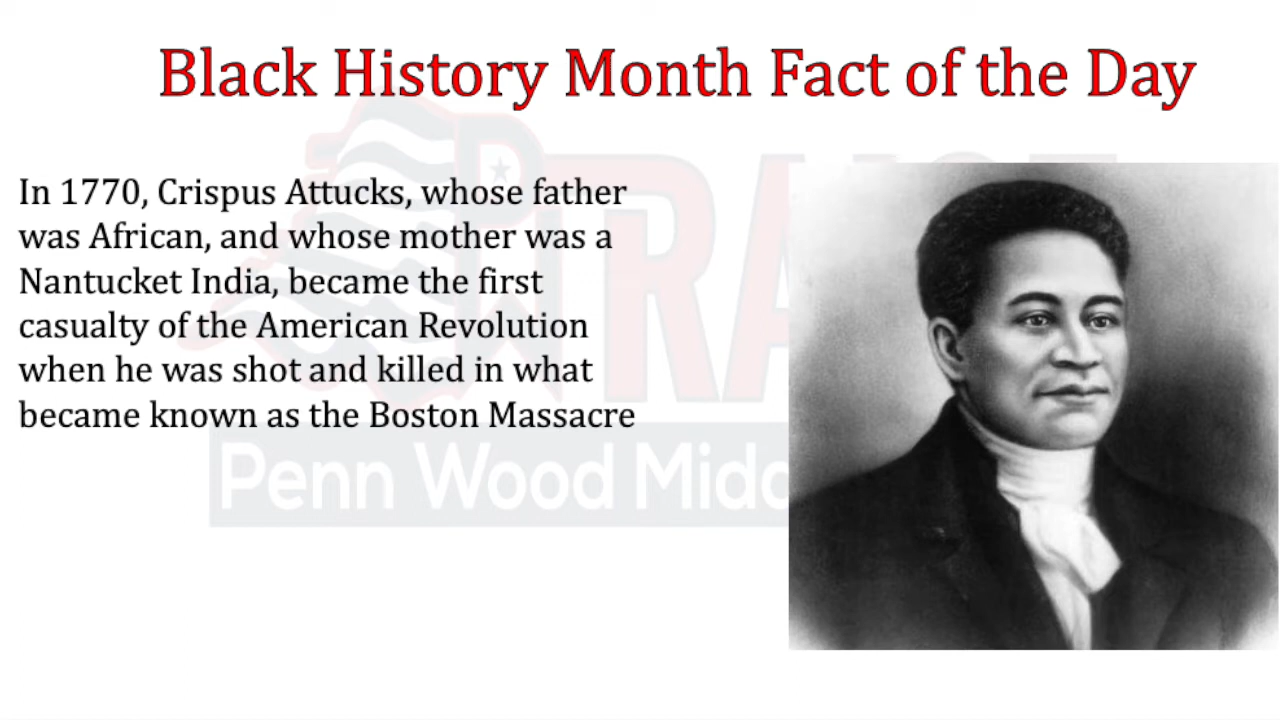 Black History Month Fact of the Day
In 1770, Crispus Attucks, whose father
was African, and whose mother was a
Nantucket India, became the first
casualty of the American Revolution
when he was shot and killed in what
became known as the Boston Massacre
Penn Wood